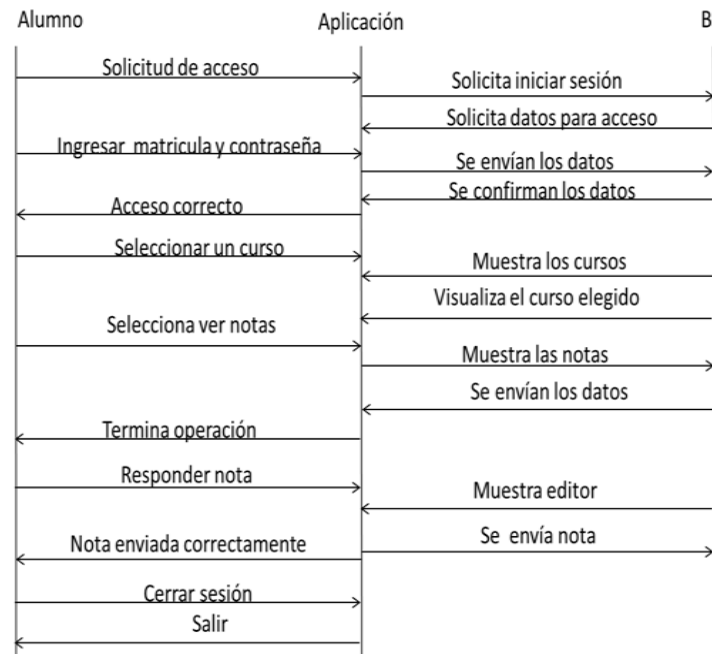 Alumno Aplicación B
Solicitud de acceso
Solicita iniciar sesión
Solicita datos para acceso
Ingresar matricula y contraseña
Se envían los datos
Se confirman los datos
Acceso correcto
Seleccionar un curso
Muestra los cursos
Visualiza el curso elegido
Selecciona ver notas
Muestra las notas
Se envían los datos
Termina operación
Responder nota
Muestra editor
Se envía nota
Nota enviada correctamente
Cerrar sesión
Salir